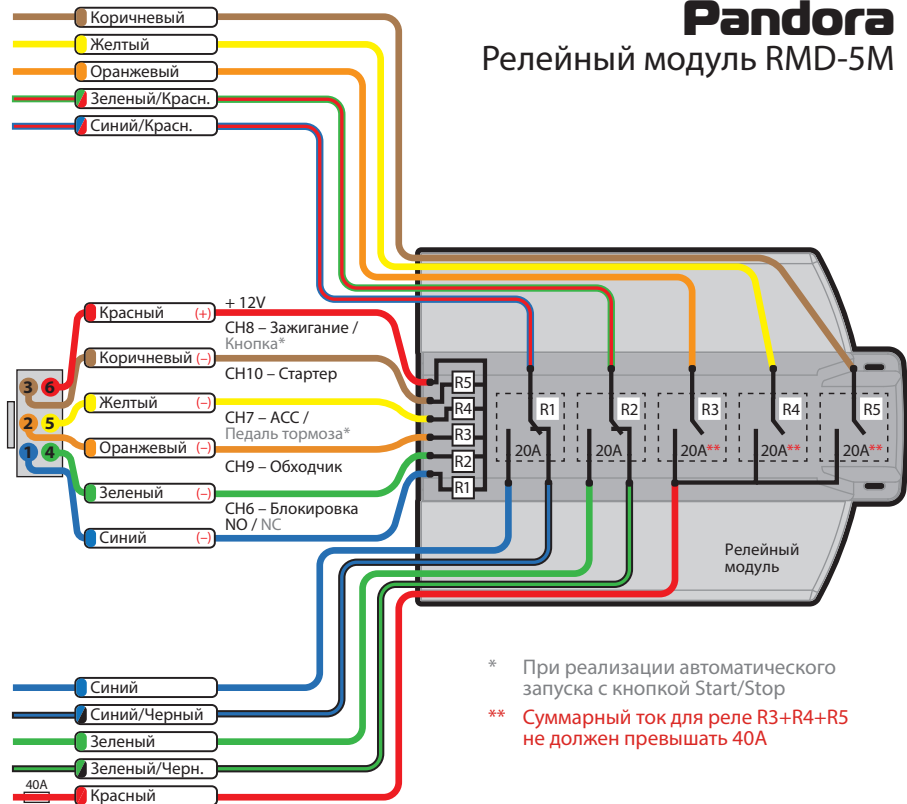 Pandora
Релейный модуль RMD-5M
Коричневый
Желтый
Оранжевый
Зеленый/Красн.
Синий/Красн.
Красный (+)
+ 12V
CH8 – Зажигание /
Кнопка*
Коричневый (–)
CH10 – Стартер
Желтый (–)
CH7 – ACC /
Педаль тормоза*
Оранжевый (–)
CH9 – Обходчик
Зеленый (–)
CH6 – Блокировка
NO / NC
Синий (–)
3 6
2 5
1 4
R5
R4
R3
R2
R1
R1 R2 R3 R4 R5
20A 20A 20A** 20A** 20A**
Релейный
модуль
Синий
Синий/Черный
Зеленый
Зеленый/Черн.
40A
Красный
* При реализации автоматического
запуска с кнопкой Start/Stop
** Суммарный ток для реле R3+R4+R5
не должен превышать 40А